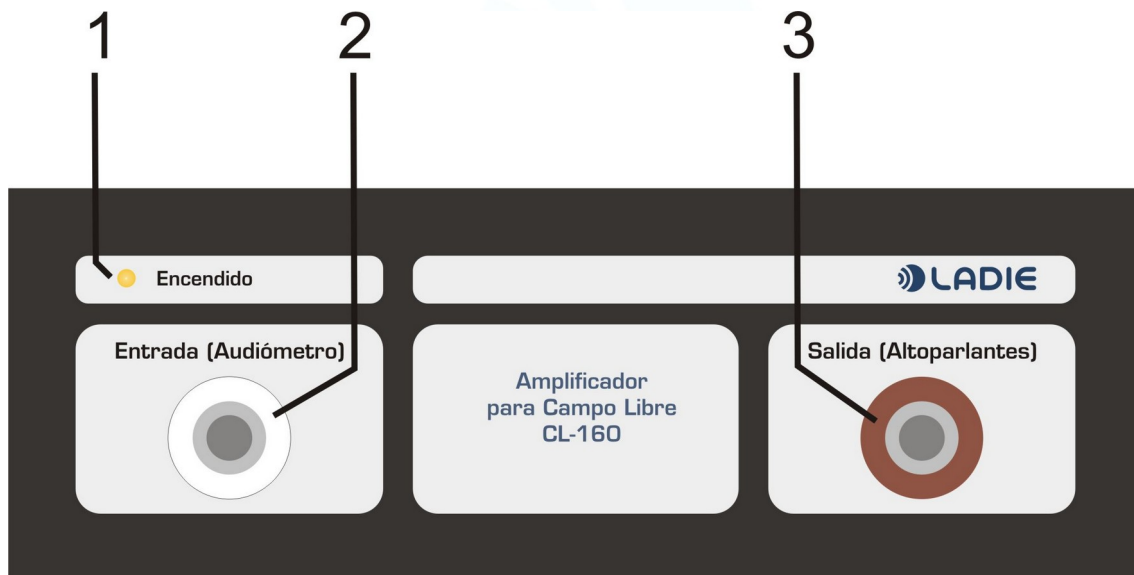 1 2 3
Encendido
LADIE
Entrada (Audiómetro)
Amplificador
para Campo Libre
CL-160
Salida (Altoparlantes)